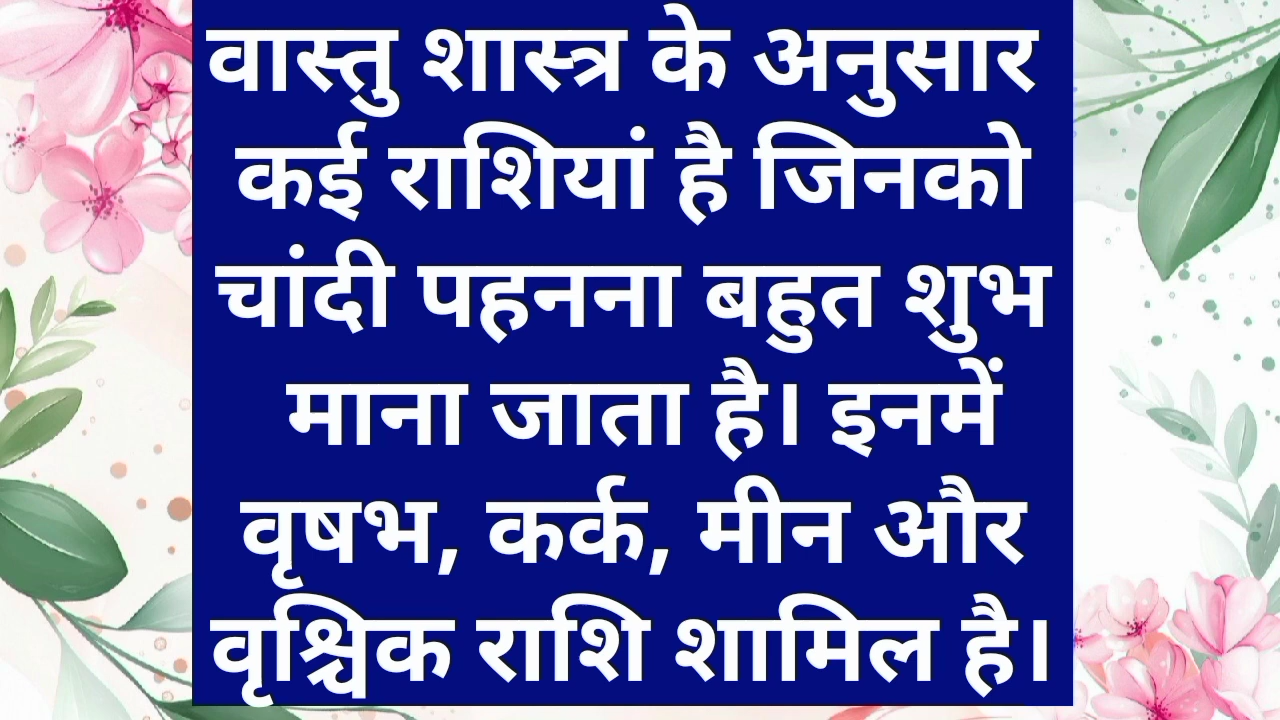 वास्तु शास्त्र के अनुसार
कई राशियां है जिनको
चांदी पहनना बहुत शुभ
माना जाता है। इनमें
वृषभ, कर्क, मीन और
वृश्चिक राशि शामिल है।